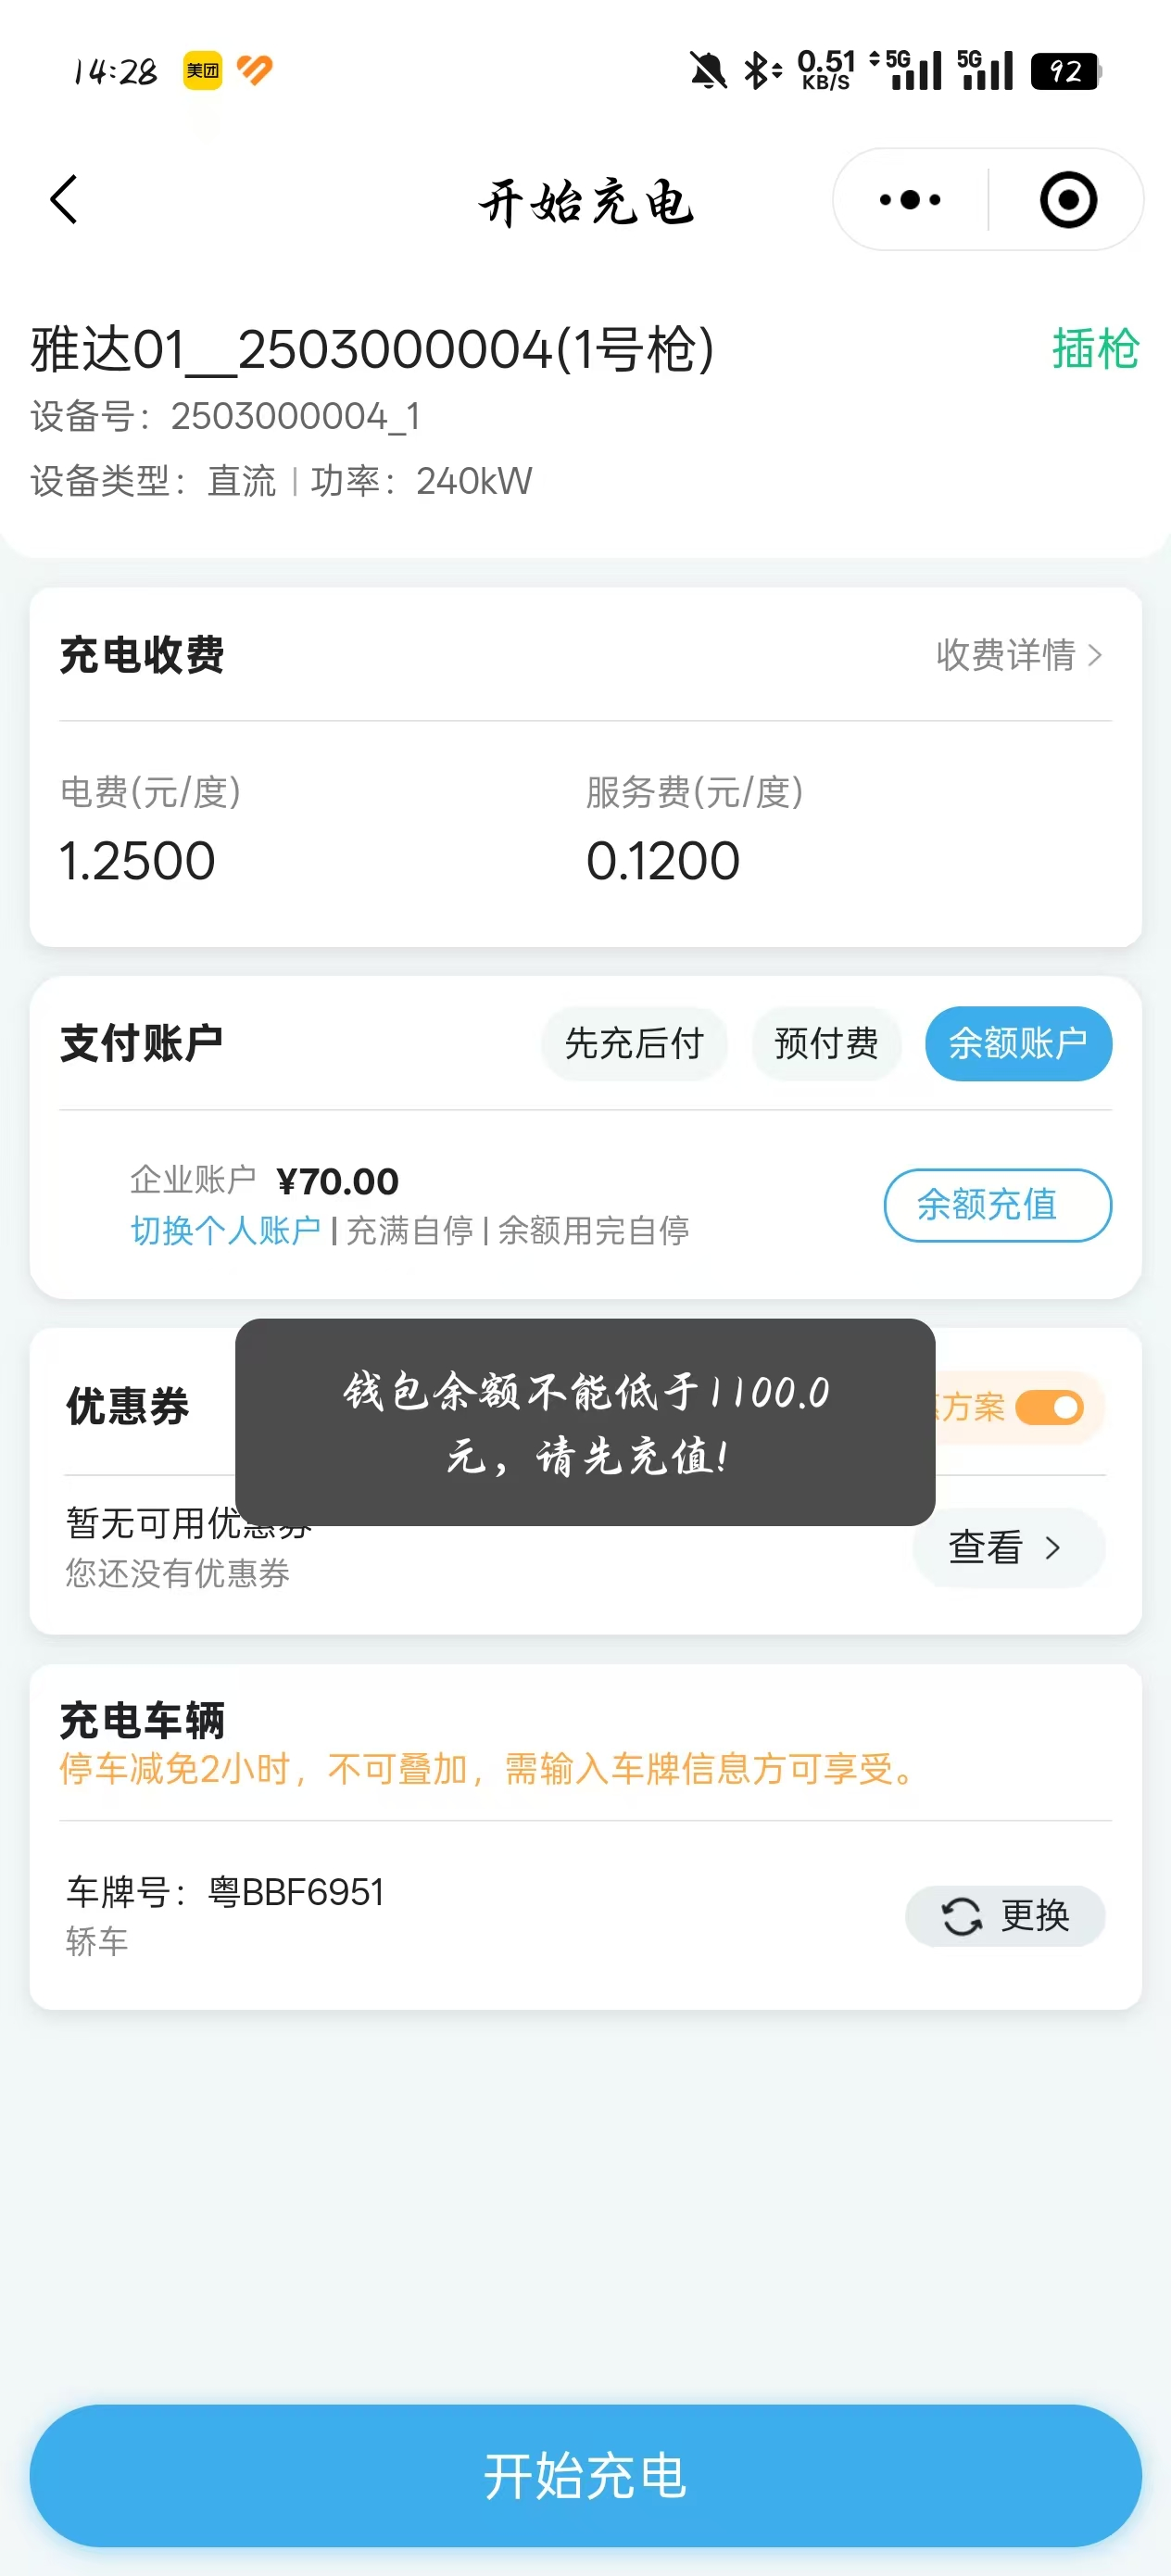 14:28 美团 0.51 KB/S 5G 5G 92
开始充电
雅达01__2503000004(1号枪) 插枪
设备号：2503000004_1
设备类型：直流 | 功率：240kW
充电收费 收费详情
电费(元/度) 服务费(元/度)
1.2500 0.1200
支付账户 先充后付 预付费 余额账户
企业账户 ¥70.00
切换个人账户 | 充满自停 | 余额用完自停 余额充值
钱包余额不能低于1100.0
元，请先充值!
优惠券 方案
暂无可用优惠券
您还没有优惠券 查看
充电车辆
停车减免2小时，不可叠加，需输入车牌信息方可享受。
车牌号：粤BBF6951
轿车 更换
开始充电